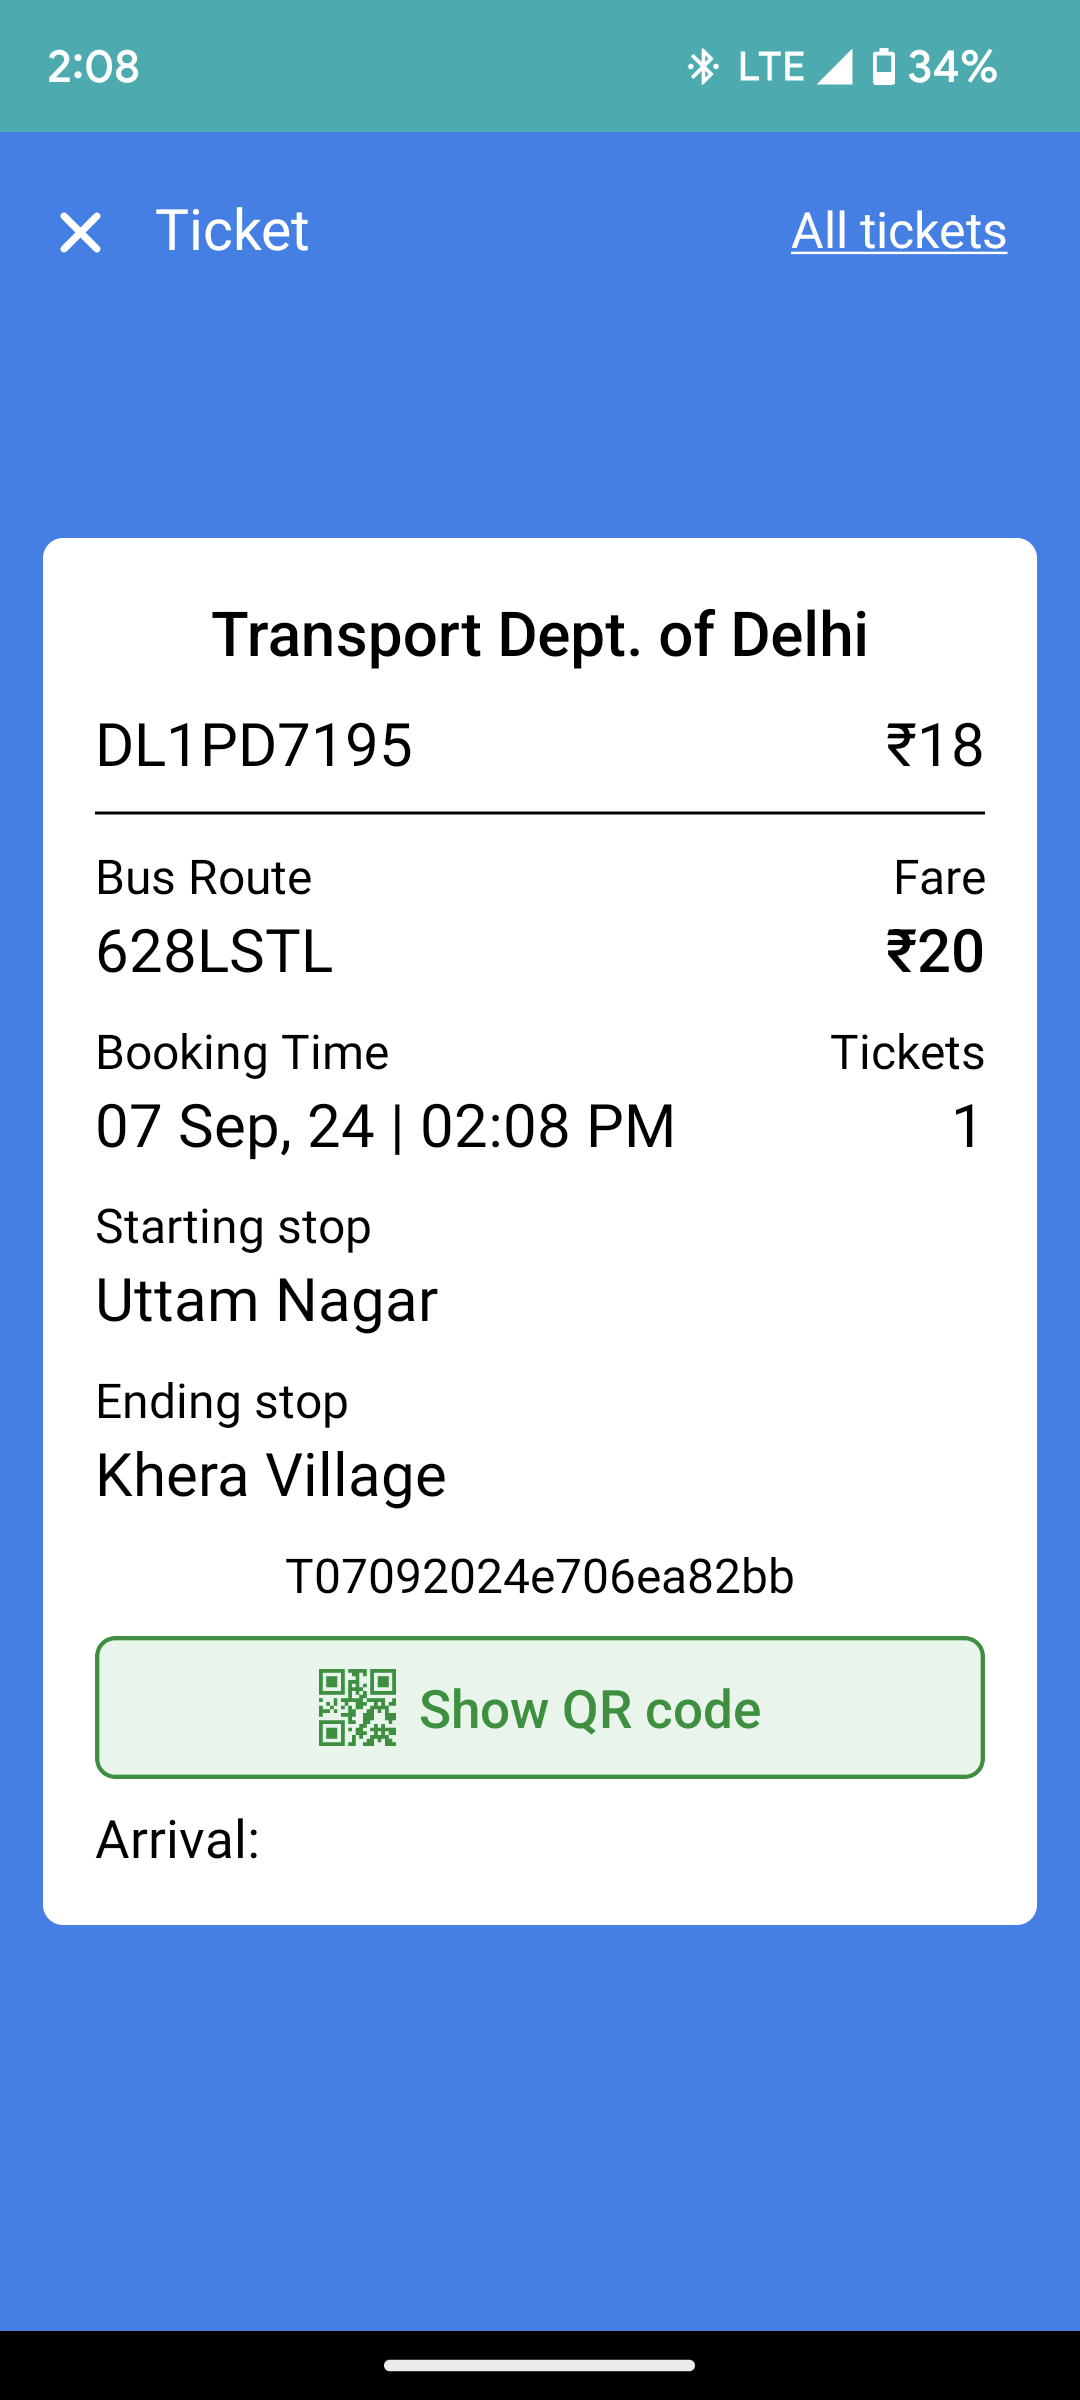 2:08 LTE 34%
Ticket All tickets
Transport Dept. of Delhi
DL1PD7195 ₹18
Bus Route Fare
628LSTL ₹20
Booking Time Tickets
07 Sep, 24 | 02:08 PM 1
Starting stop
Uttam Nagar
Ending stop
Khera Village
T07092024e706ea82bb
Show QR code
Arrival: